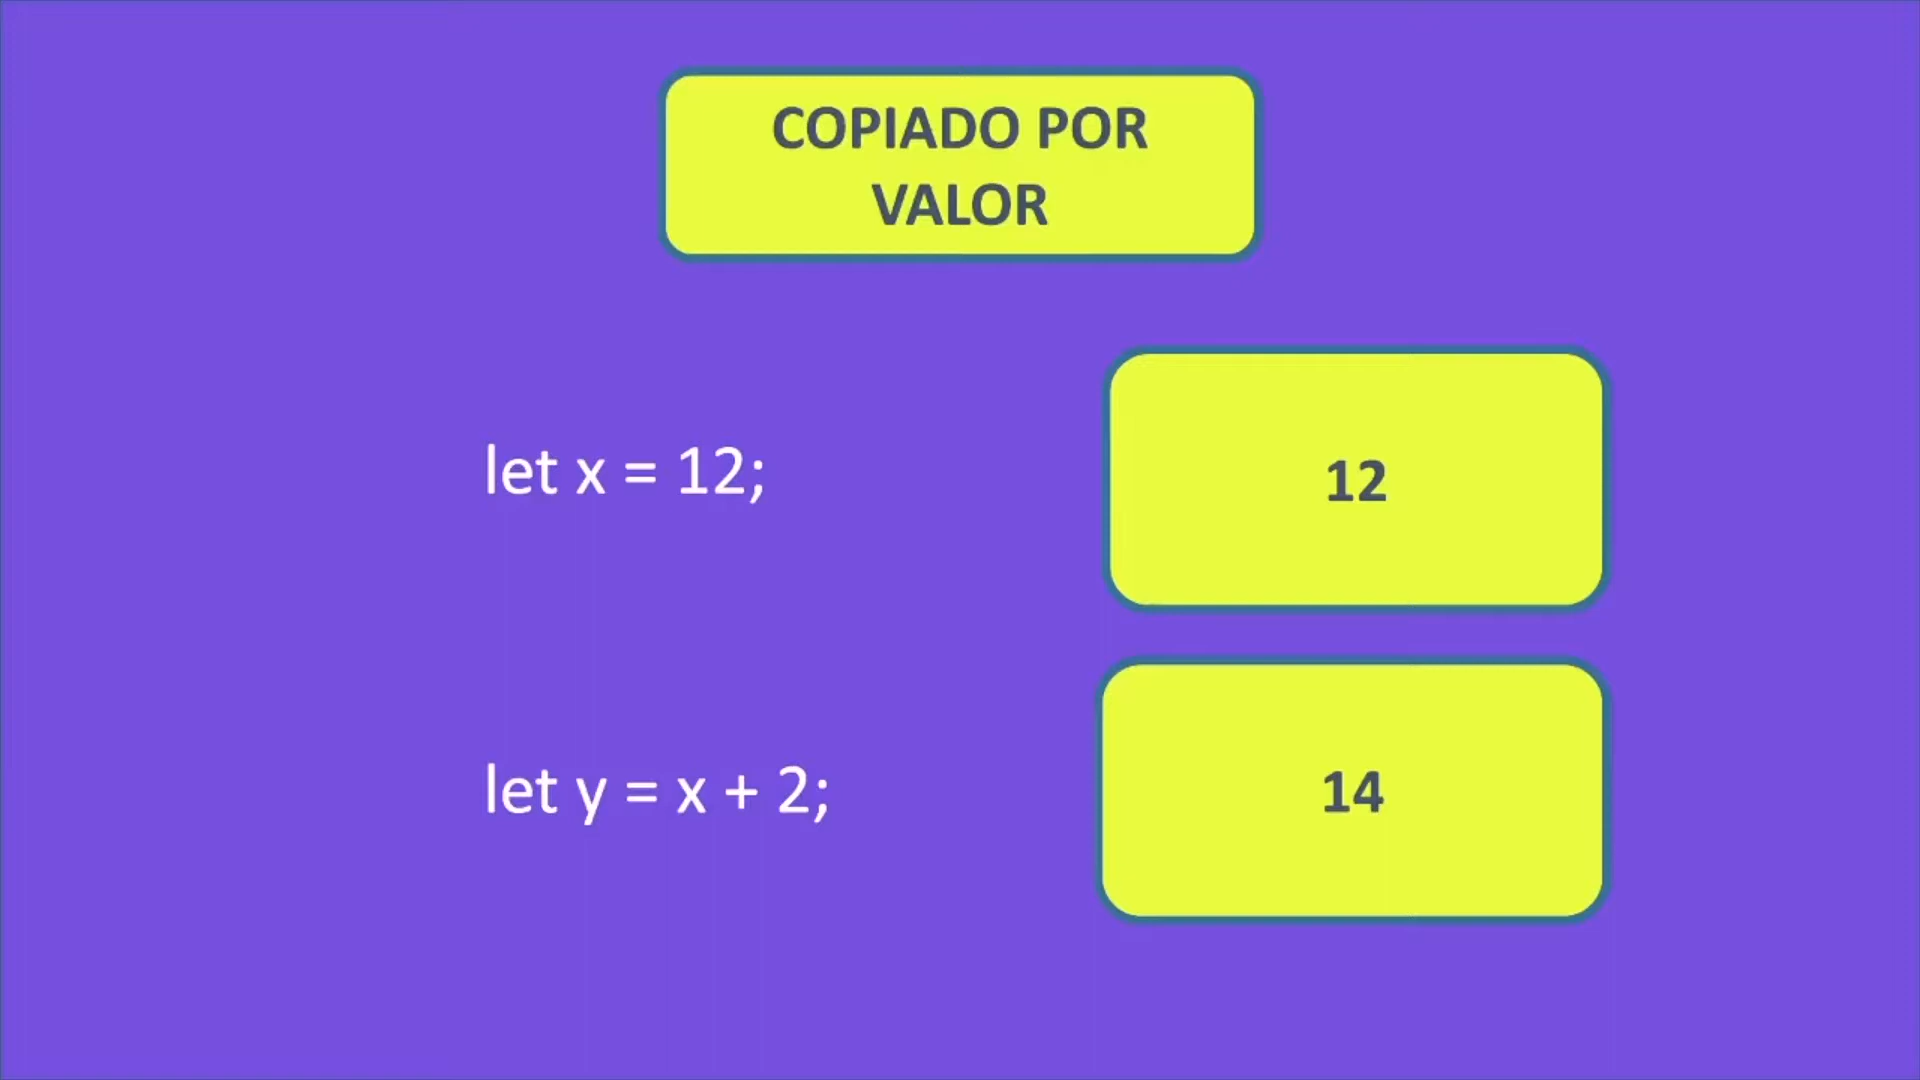 COPIADO POR
VALOR
let x = 12;
12
let y = x + 2;
14